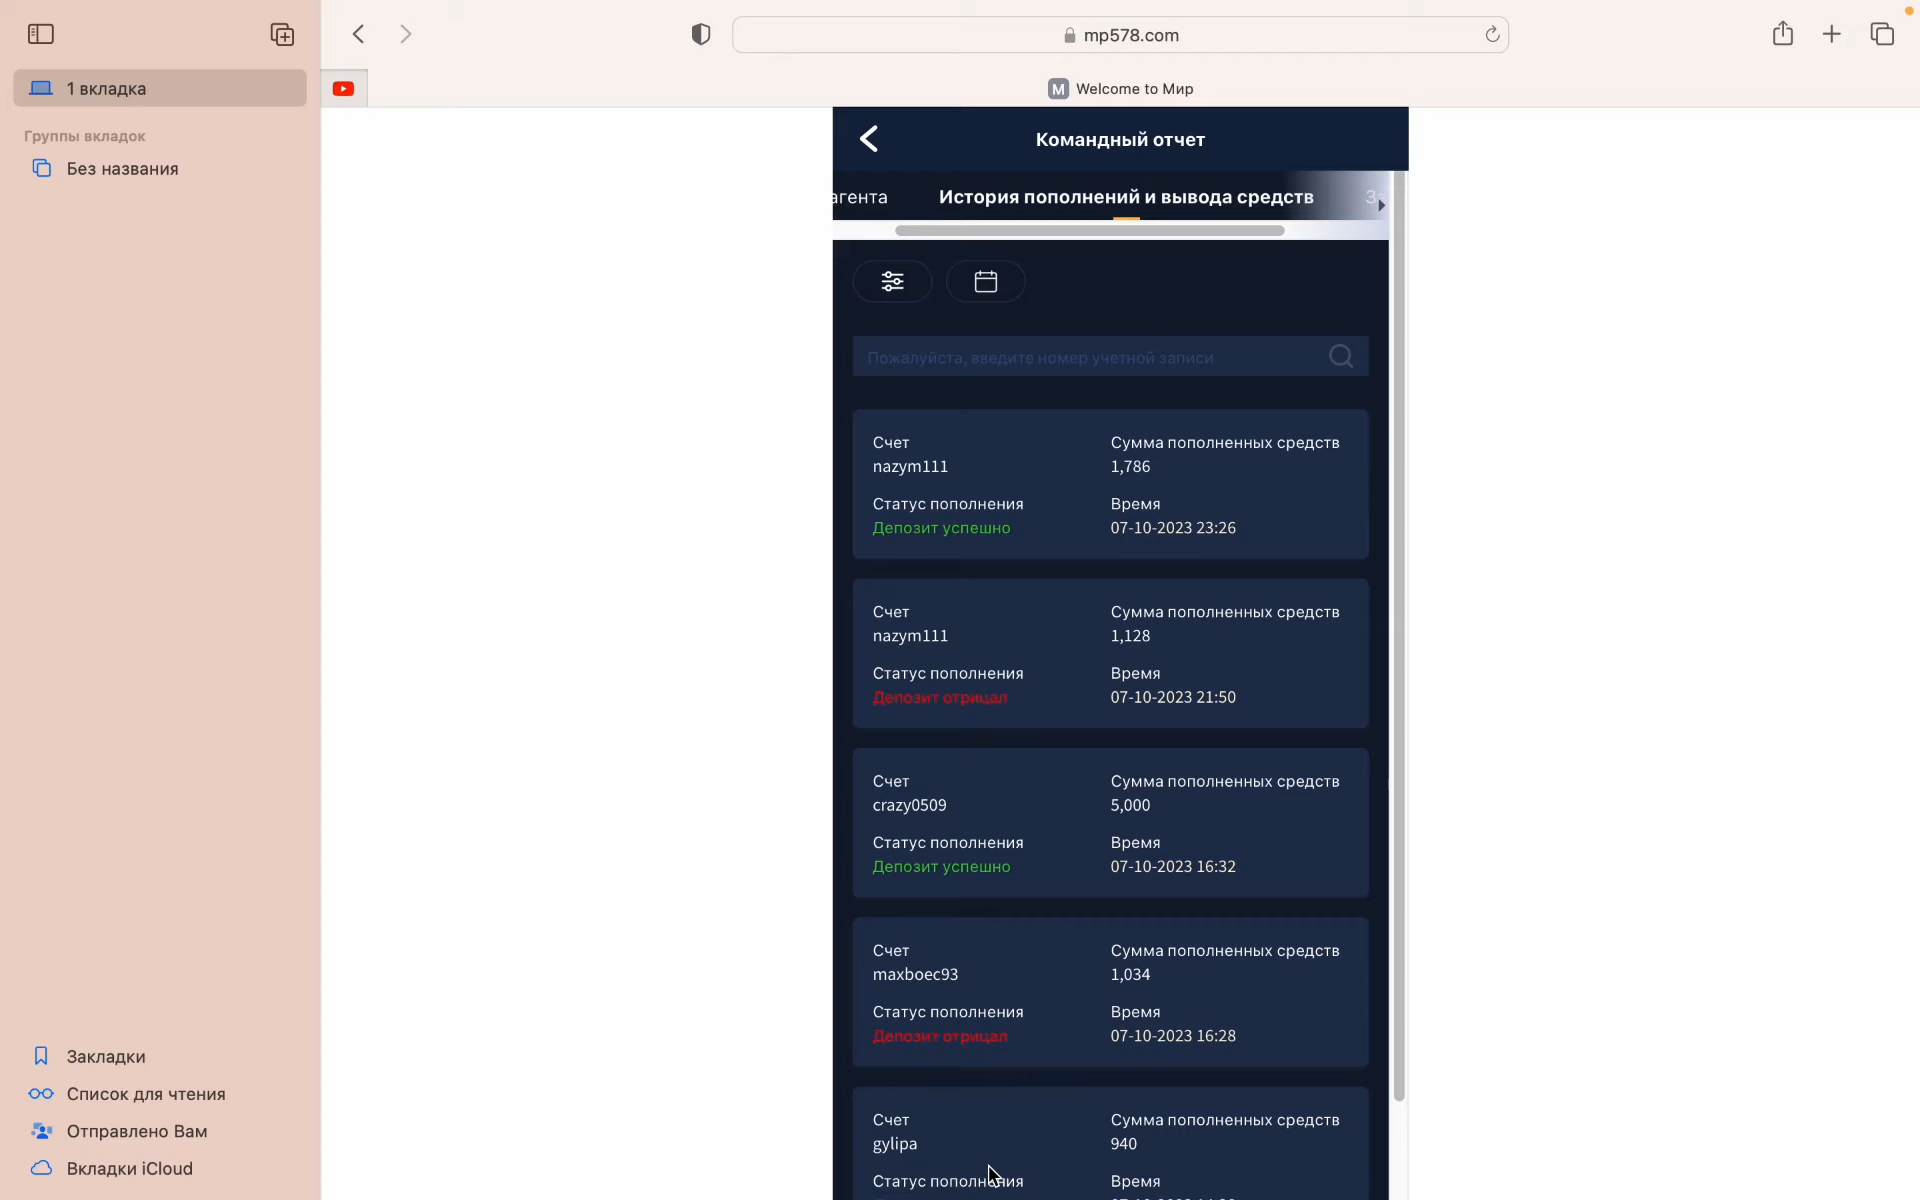 mp578.com
1 вкладка
M Welcome to Мир
Группы вкладок
Без названия
Командный отчет
агента
История пополнений и вывода средств
Пожалуйста, введите номер учетной записи
Счет
Сумма пополненных средств
nazym111
1,786
Статус пополнения
Время
Депозит успешно
07-10-2023 23:26
Счет
Сумма пополненных средств
nazym111
1,128
Статус пополнения
Время
Депозит отрицал
07-10-2023 21:50
Счет
Сумма пополненных средств
crazy0509
5,000
Статус пополнения
Время
Депозит успешно
07-10-2023 16:32
Счет
Сумма пополненных средств
maxboec93
1,034
Статус пополнения
Время
Депозит отрицал
07-10-2023 16:28
Счет
Сумма пополненных средств
gylipa
940
Статус пополнения
Время
Закладки
Список для чтения
Отправлено Вам
Вкладки iCloud